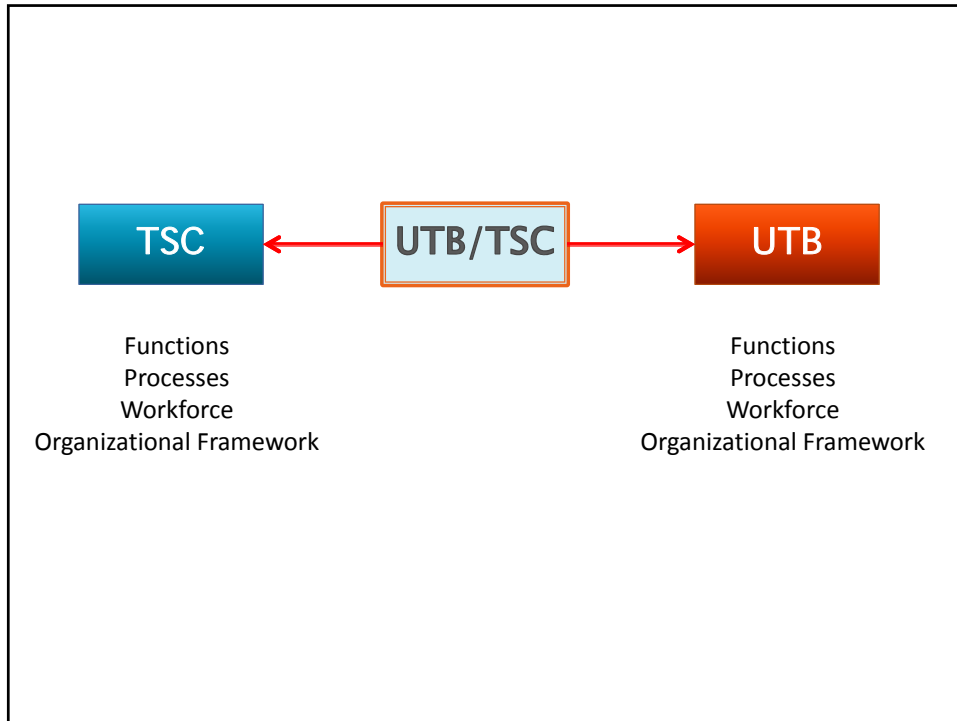 TSC
UTB/TSC
UTB
Functions
Processes
Workforce
Organizational Framework
Functions
Processes
Workforce
Organizational Framework